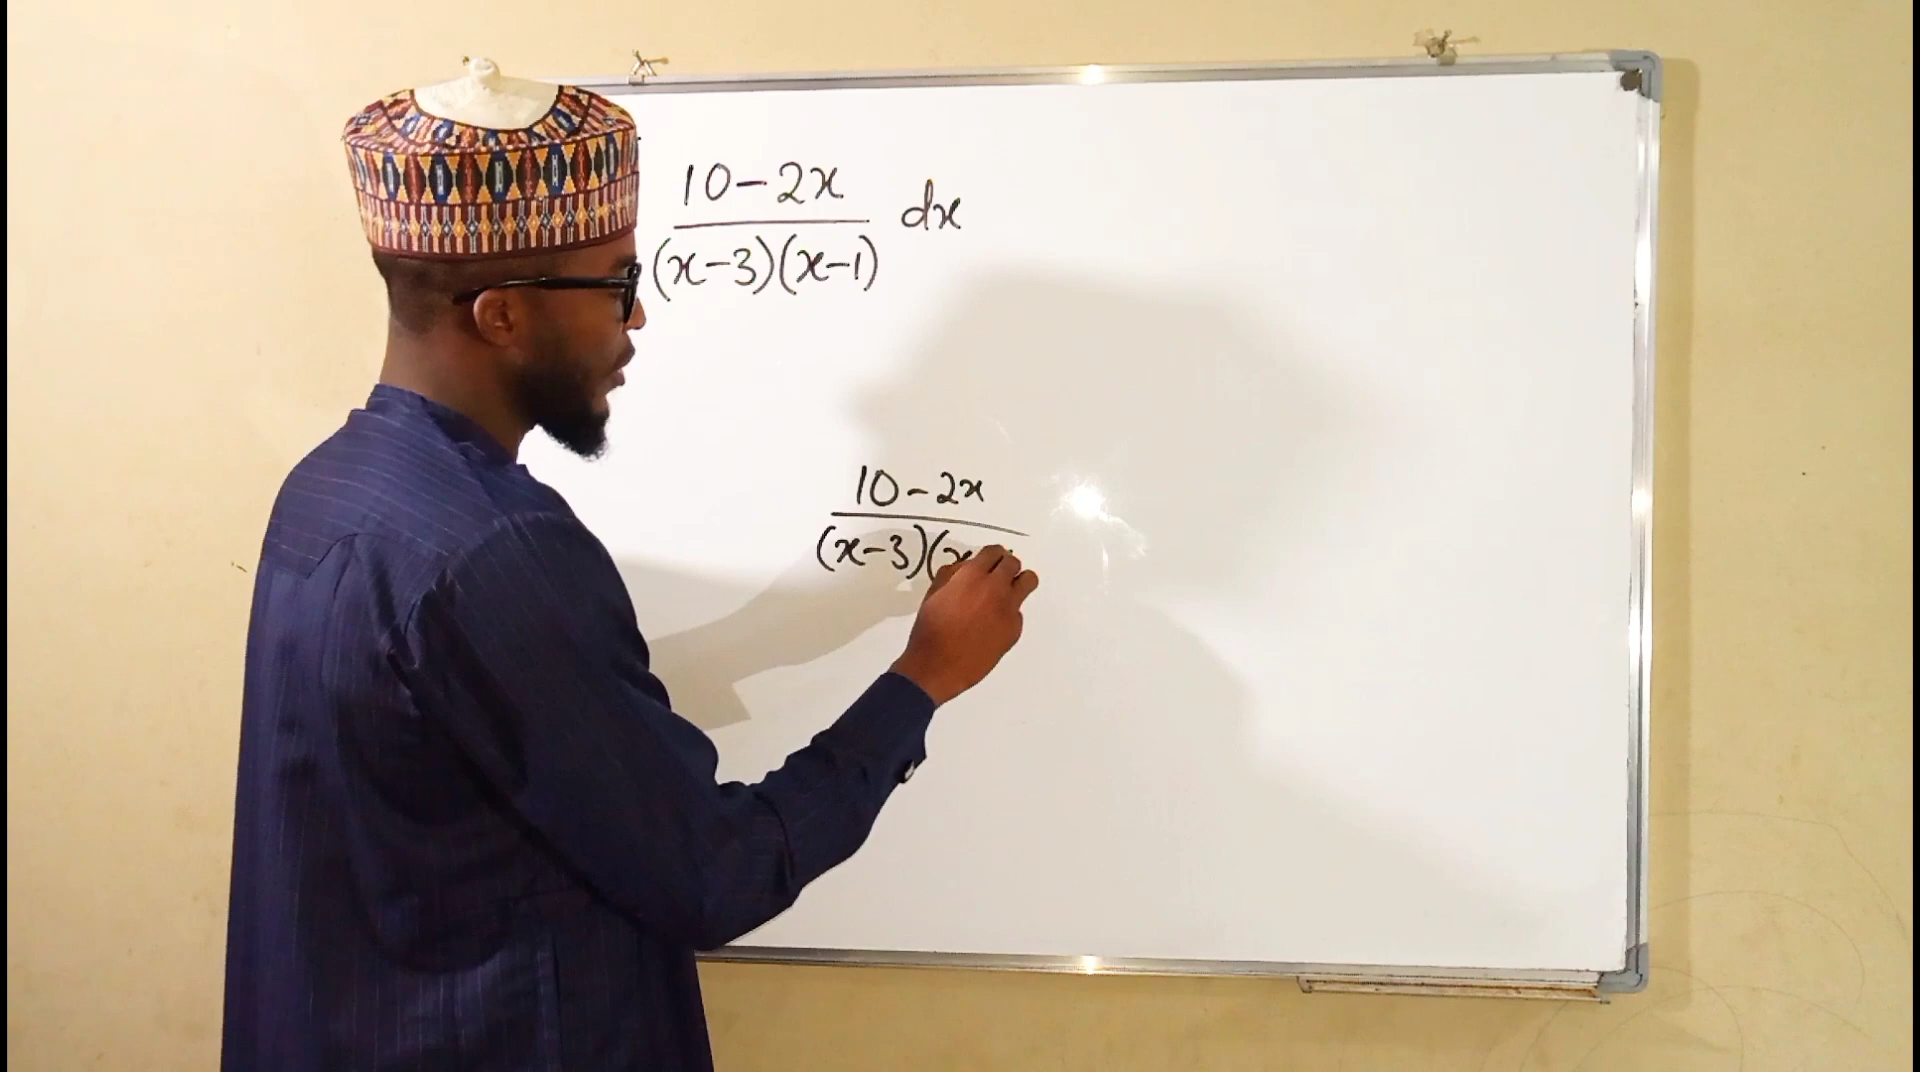 10-2x dx
(x-3)(x-1)
10-2x
(x-3)(x